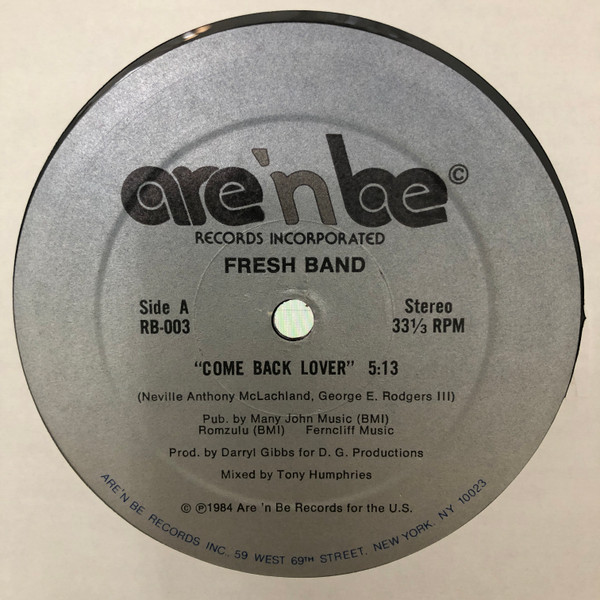 are 'n be ©
RECORDS INCORPORATED
FRESH BAND
Side A
RB-003
Stereo
33 1/3 RPM
"COME BACK LOVER" 5:13
(Neville Anthony McLachland, George E. Rodgers III)
Pub. by Many John Music (BMI)
Romzulu (BMI) Ferncliff Music
Prod. by Darryl Gibbs for D. G. Productions
Mixed by Tony Humphries
© ℗1984 Are 'n Be Records for the U.S.
ARE 'N BE RECORDS INC. 59 WEST 69TH STREET, NEW YORK, NY 10023